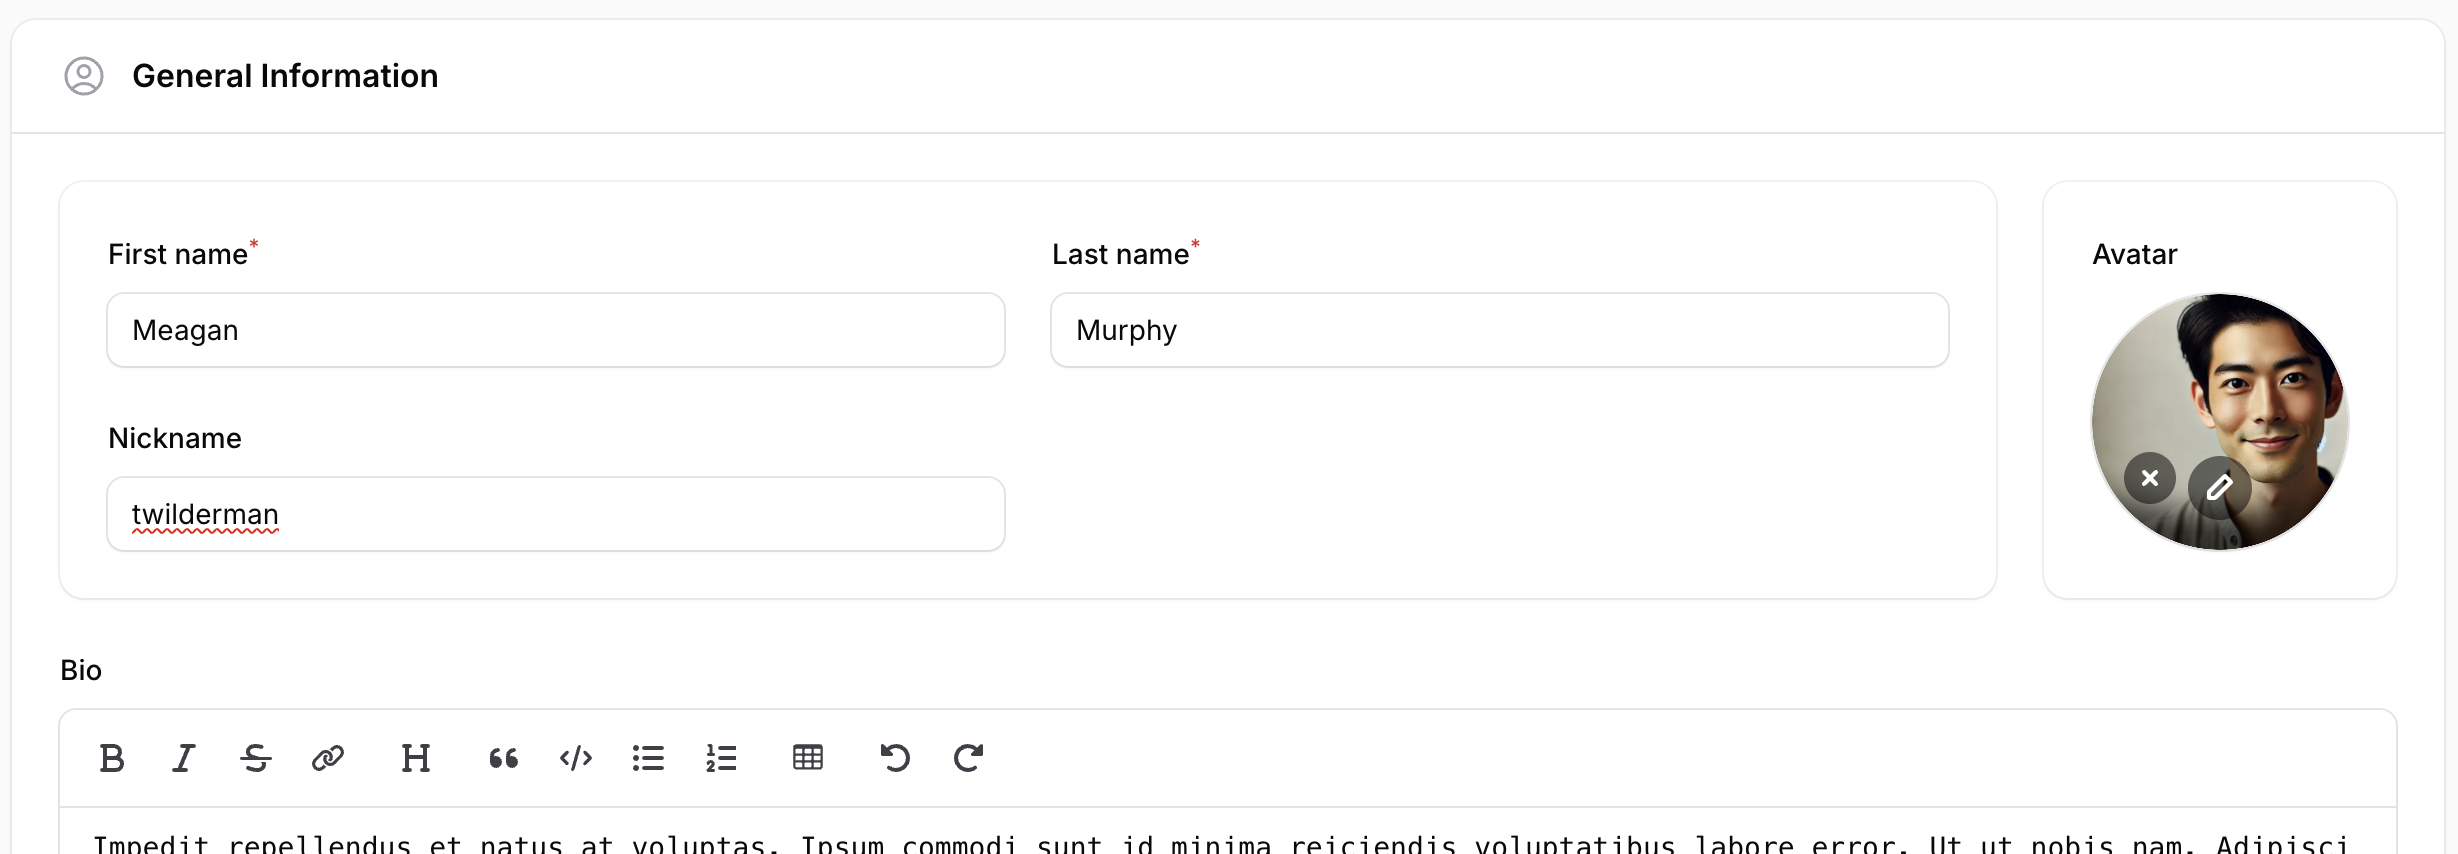 General Information
First name*
Last name*
Avatar
Meagan
Murphy
Nickname
twilderman
Bio
Impedit repellendus et natus at voluptas. Ipsum commodi sunt id minima reiciendis voluptatibus labore error. Ut ut nobis nam. Adipisci